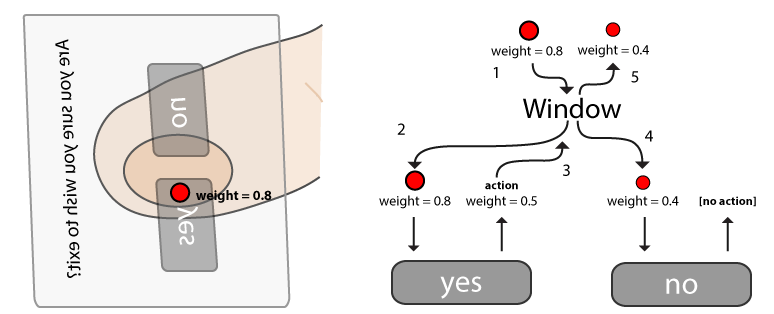 Are you sure you wish to exit?
no
yes
weight = 0.8
weight = 0.8
weight = 0.4
1
5
Window
2
3
4
action
weight = 0.8
weight = 0.5
weight = 0.4
[no action]
yes
no